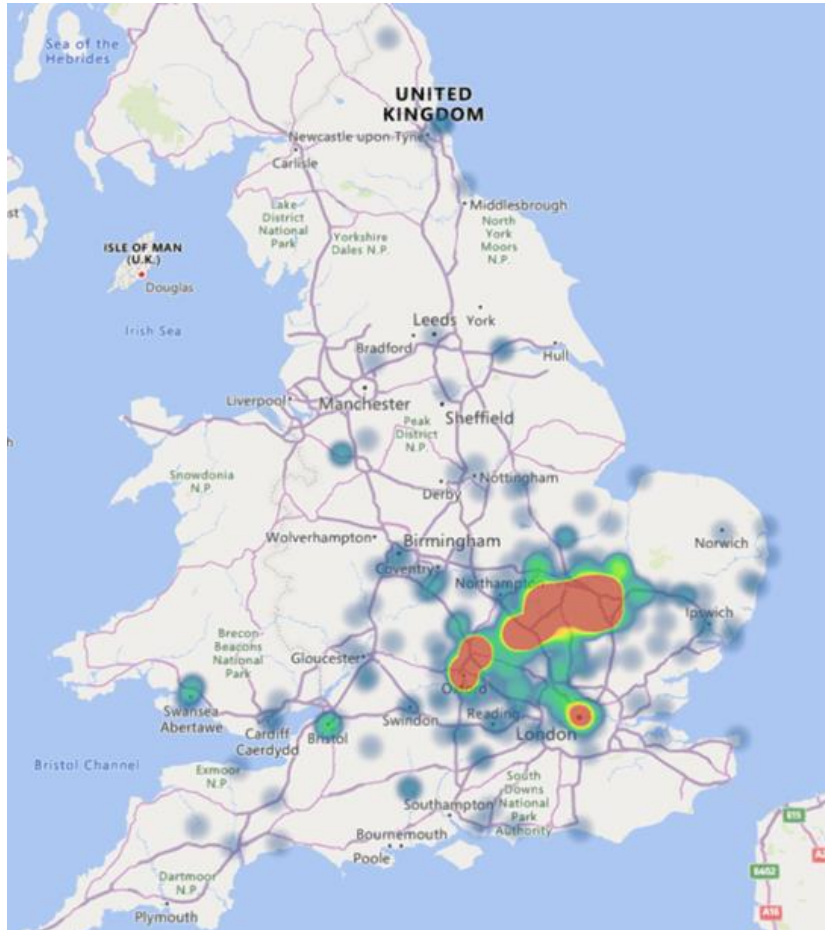 Sea of the
Hebrides
UNITED
KINGDOM
Newcastle upon Tyne
Carlisle
Middlesbrough
Lake
District
National
Park
Yorkshire
Dales N.P.
North
York
Moors
N.P.
ISLE OF MAN
(U.K.)
Douglas
Irish Sea
Leeds
York
Bradford
Hull
Liverpool
Manchester
Sheffield
Peak
District
N.P.
Snowdonia
N.P.
Nottingham
Derby
Norwich
Wolverhampton
Birmingham
Coventry
Northampton
Ipswich
Brecon
Beacons
National
Park
Gloucester
Oxford
Swansea
Abertawe
Cardiff
Caerdydd
Bristol
Swindon
Reading
London
Bristol Channel
Exmoor
N.P.
South
Downs
National
Park
Authority
Southampton
Bournemouth
Poole
Dartmoor
N.P.
Plymouth
E15
E402
A16